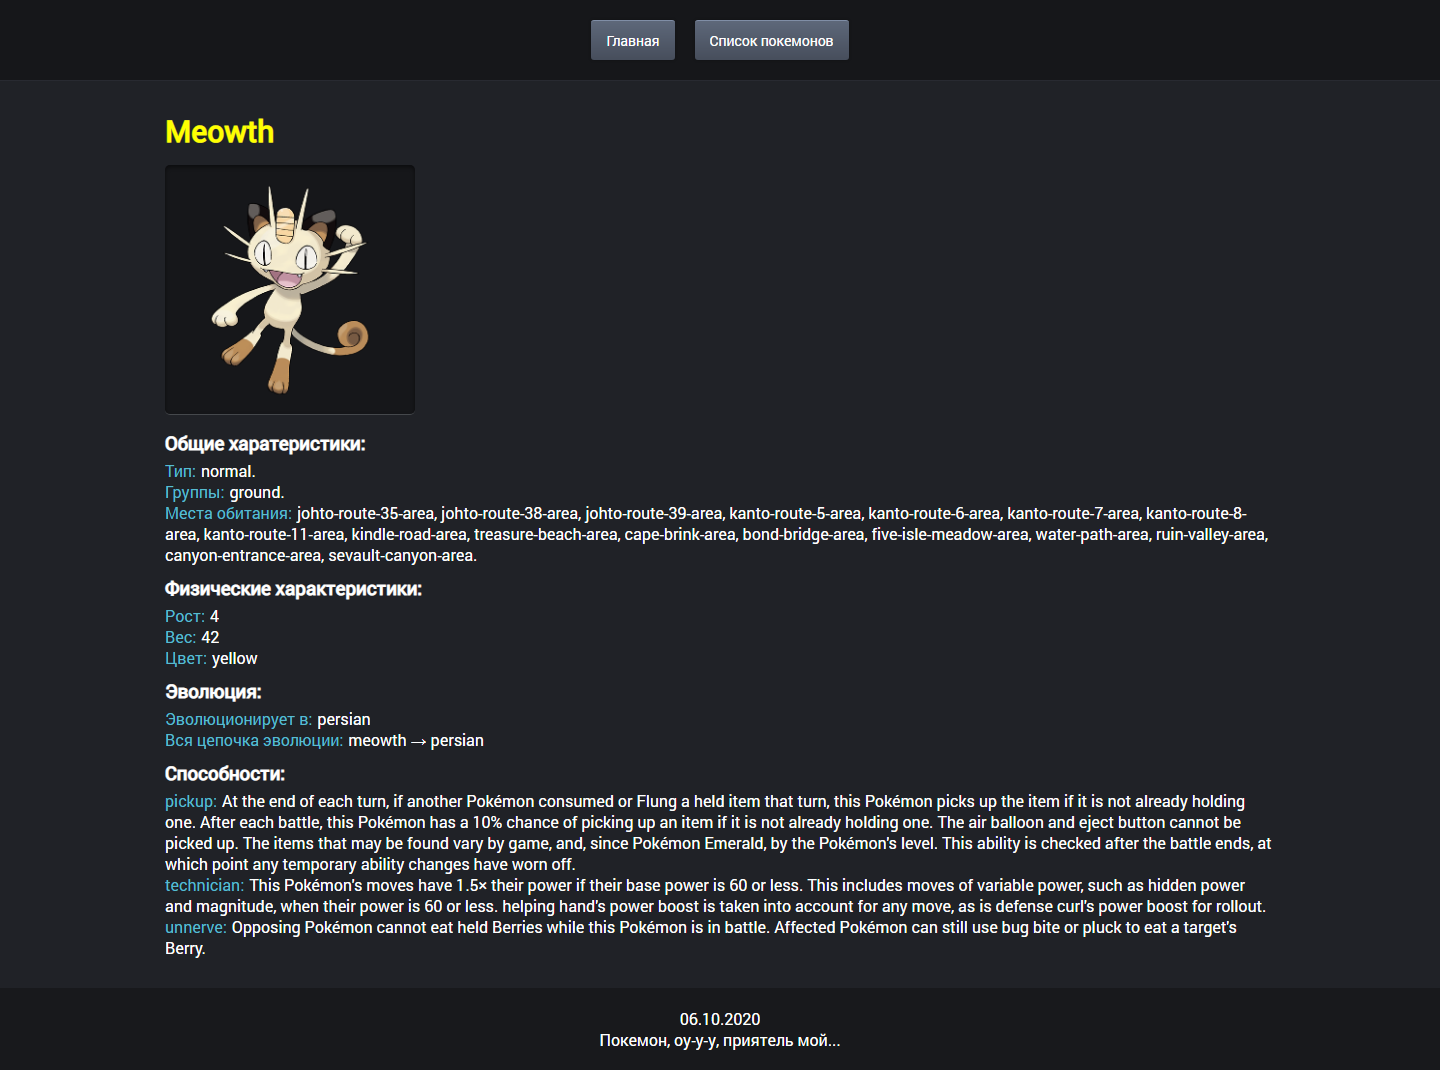 Главная
Список покемонов
Meowth
Общие харатеристики:
Тип: normal.
Группы: ground.
Места обитания: johto-route-35-area, johto-route-38-area, johto-route-39-area, kanto-route-5-area, kanto-route-6-area, kanto-route-7-area, kanto-route-8-
area, kanto-route-11-area, kindle-road-area, treasure-beach-area, cape-brink-area, bond-bridge-area, five-isle-meadow-area, water-path-area, ruin-valley-area,
canyon-entrance-area, sevault-canyon-area.
Физические характеристики:
Рост: 4
Вес: 42
Цвет: yellow
Эволюция:
Эволюционирует в: persian
Вся цепочка эволюции: meowth → persian
Способности:
pickup: At the end of each turn, if another Pokémon consumed or Flung a held item that turn, this Pokémon picks up the item if it is not already holding
one. After each battle, this Pokémon has a 10% chance of picking up an item if it is not already holding one. The air balloon and eject button cannot be
picked up. The items that may be found vary by game, and, since Pokémon Emerald, by the Pokémon's level. This ability is checked after the battle ends, at
which point any temporary ability changes have worn off.
technician: This Pokémon's moves have 1.5× their power if their base power is 60 or less. This includes moves of variable power, such as hidden power
and magnitude, when their power is 60 or less. helping hand's power boost is taken into account for any move, as is defense curl's power boost for rollout.
unnerve: Opposing Pokémon cannot eat held Berries while this Pokémon is in battle. Affected Pokémon can still use bug bite or pluck to eat a target's
Berry.
06.10.2020
Покемон, оу-у-у, приятель мой...